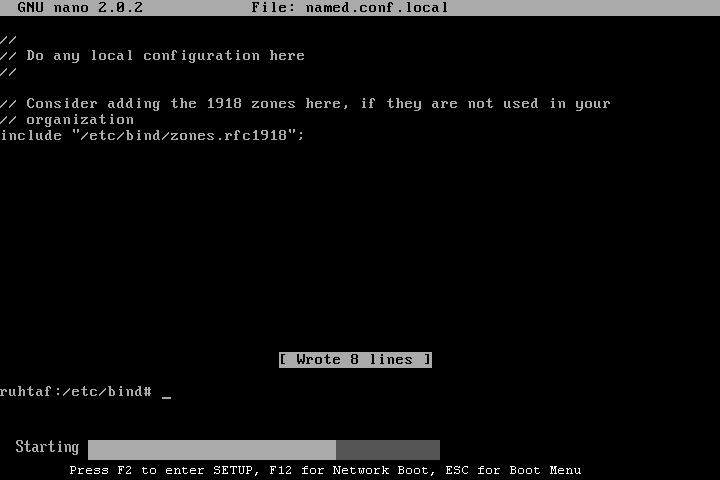 GNU nano 2.0.2 File: named.conf.local
//
// Do any local configuration here
//
// Consider adding the 1918 zones here, if they are not used in your
// organization
include "/etc/bind/zones.rfc1918";
[ Wrote 8 lines ]
ruhtaf:/etc/bind# _
Starting
Press F2 to enter SETUP, F12 for Network Boot, ESC for Boot Menu